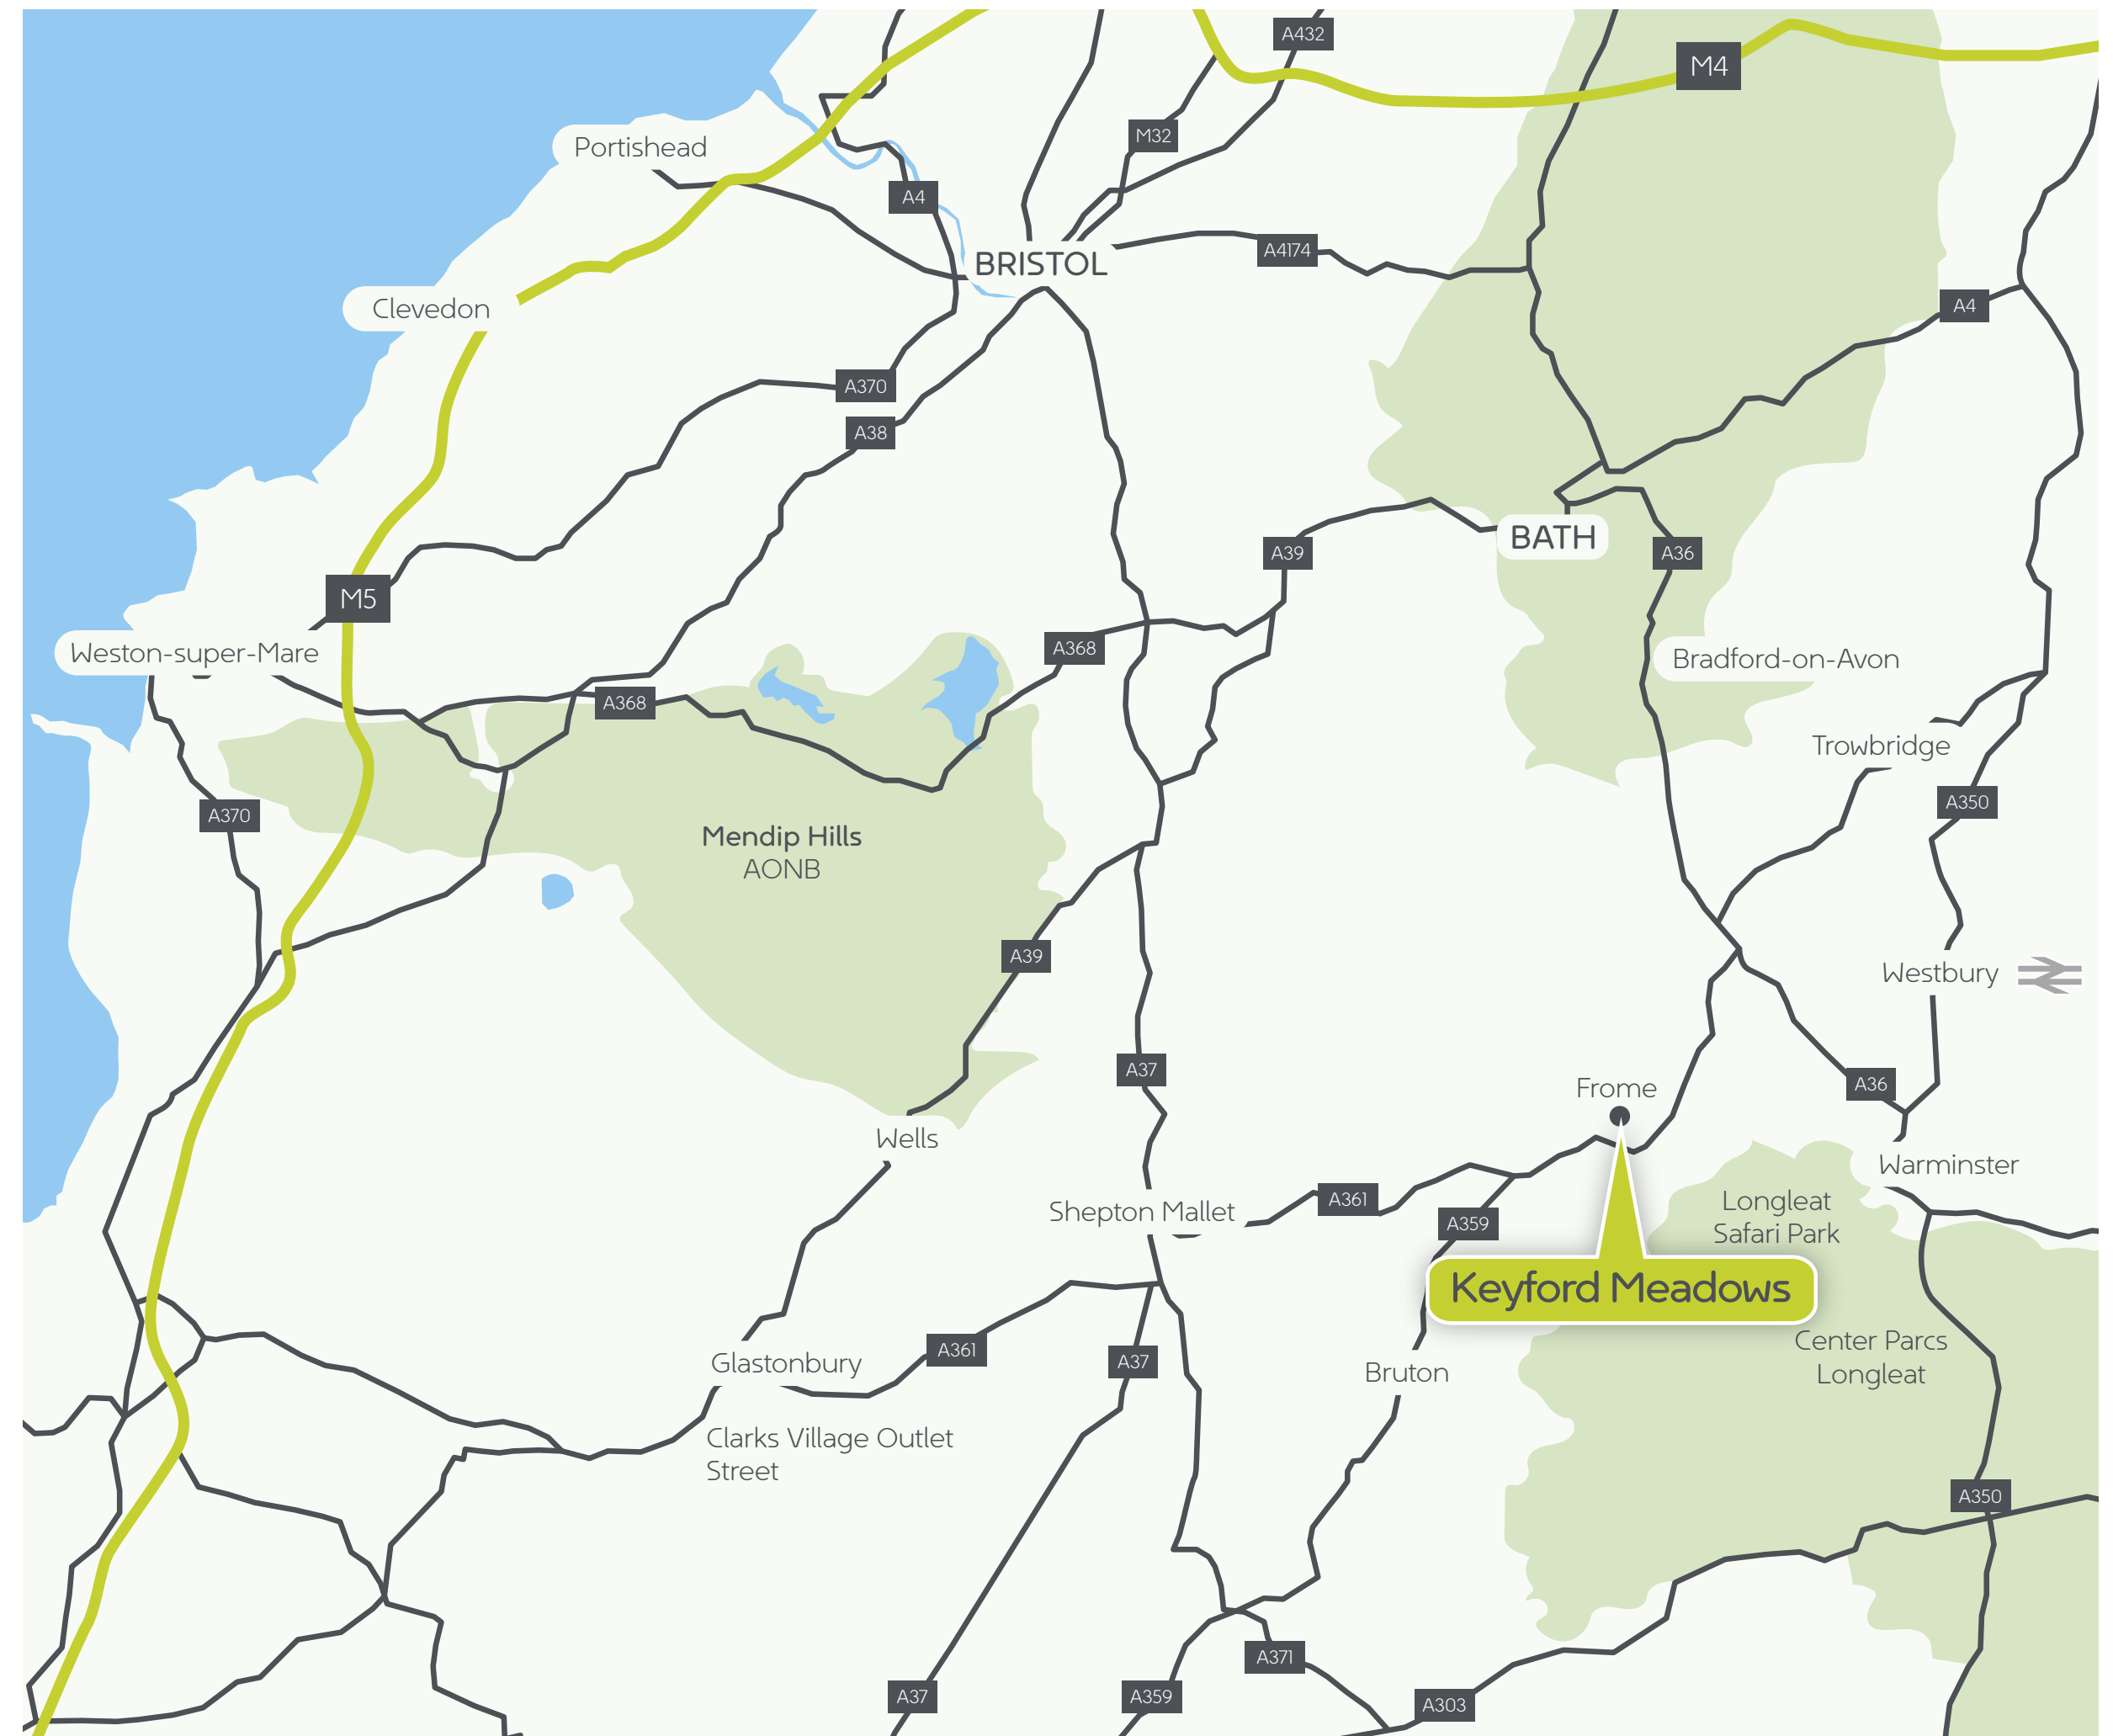 A432
M4
M32
Portishead
A4
A4174
BRISTOL
A4
Clevedon
A370
A38
BATH
A39
A36
M5
A368
Weston-super-Mare
Bradford-on-Avon
A368
Trowbridge
A350
A370
Mendip Hills
AONB
A39
Westbury
A37
A36
Frome
Wells
Warminster
A361
Longleat
Safari Park
Shepton Mallet
A359
Keyford Meadows
Center Parcs
Longleat
A361
A37
Glastonbury
Bruton
Clarks Village Outlet
Street
A350
A371
A37
A359
A303